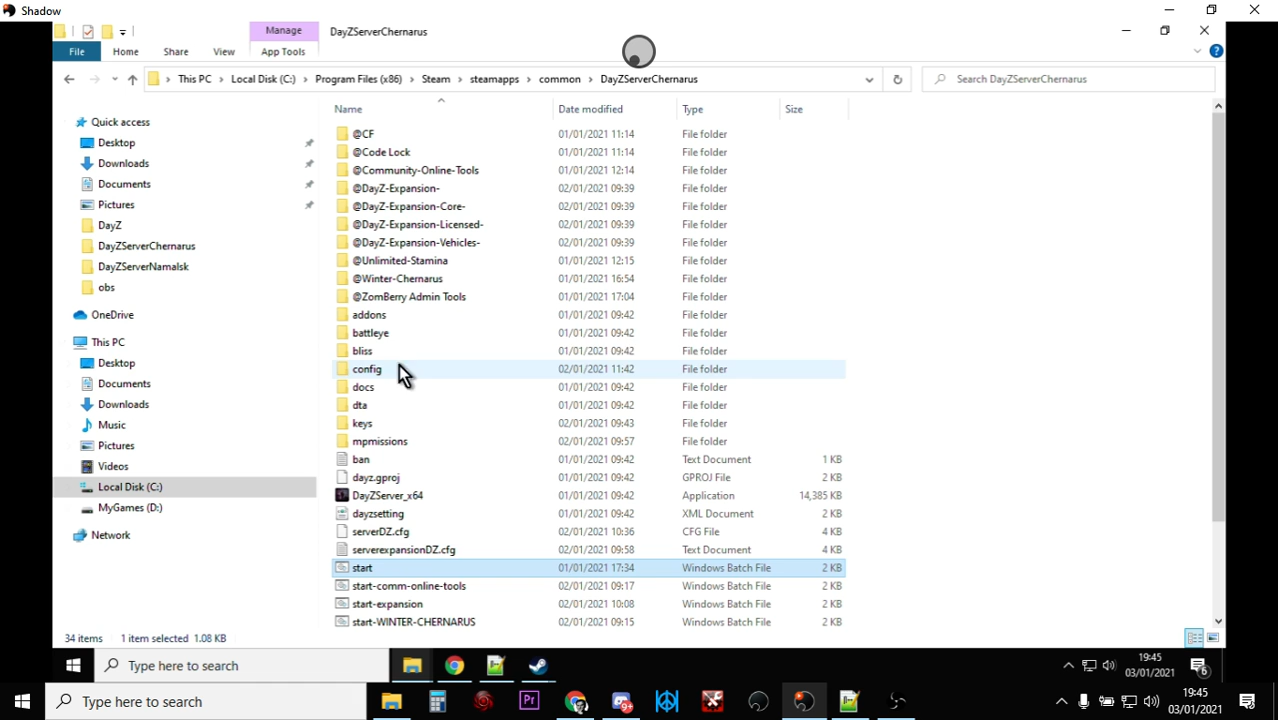 Shadow
Manage
DayZServerChernarus
File
Home
Share
View
App Tools
This PC
Local Disk (C:)
Program Files (x86)
Steam
steamapps
common
DayZServerChernarus
Search DayZServerChernarus
Name
Date modified
Type
Size
Quick access
Desktop
Downloads
Documents
Pictures
DayZ
DayZServerChernarus
DayZServerNamalsk
obs
OneDrive
This PC
Desktop
Documents
Downloads
Music
Pictures
Videos
Local Disk (C:)
MyGames (D:)
Network
@CF 01/01/2021 11:14 File folder
@Code Lock 01/01/2021 11:14 File folder
@Community-Online-Tools 01/01/2021 12:14 File folder
@DayZ-Expansion- 02/01/2021 09:39 File folder
@DayZ-Expansion-Core- 02/01/2021 09:39 File folder
@DayZ-Expansion-Licensed- 02/01/2021 09:39 File folder
@DayZ-Expansion-Vehicles- 02/01/2021 09:39 File folder
@Unlimited-Stamina 01/01/2021 12:15 File folder
@Winter-Chernarus 01/01/2021 16:54 File folder
@ZomBerry Admin Tools 01/01/2021 17:04 File folder
addons 01/01/2021 09:42 File folder
battleye 01/01/2021 09:42 File folder
bliss 01/01/2021 09:42 File folder
config 02/01/2021 11:42 File folder
docs 01/01/2021 09:42 File folder
dta 01/01/2021 09:42 File folder
keys 02/01/2021 09:43 File folder
mpmissions 02/01/2021 09:57 File folder
ban 01/01/2021 09:42 Text Document 1 KB
dayz.gproj 01/01/2021 09:42 GPROJ File 2 KB
DayZServer_x64 01/01/2021 09:42 Application 14,385 KB
dayzsetting 01/01/2021 09:42 XML Document 2 KB
serverDZ.cfg 02/01/2021 10:36 CFG File 4 KB
serverexpansionDZ.cfg 02/01/2021 09:58 Text Document 4 KB
start 01/01/2021 17:34 Windows Batch File 2 KB
start-comm-online-tools 02/01/2021 09:17 Windows Batch File 2 KB
start-expansion 02/01/2021 10:08 Windows Batch File 2 KB
start-WINTER-CHERNARUS 02/01/2021 09:15 Windows Batch File 2 KB
34 items 1 item selected 1.08 KB
Type here to search
19:45
03/01/2021
6
Type here to search
Pr
9+
19:45
03/01/2021